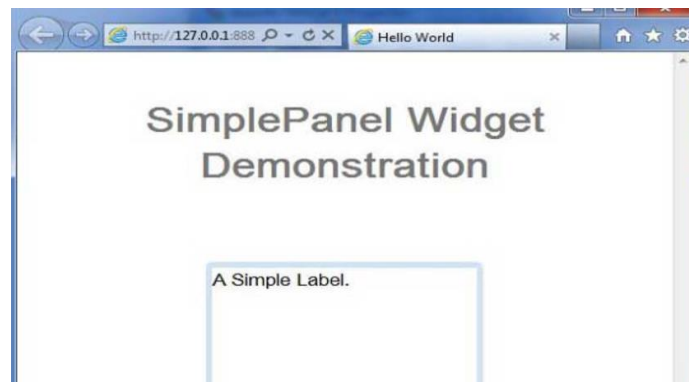 http://127.0.0.1:888
Hello World
SimplePanel Widget
Demonstration
A Simple Label.